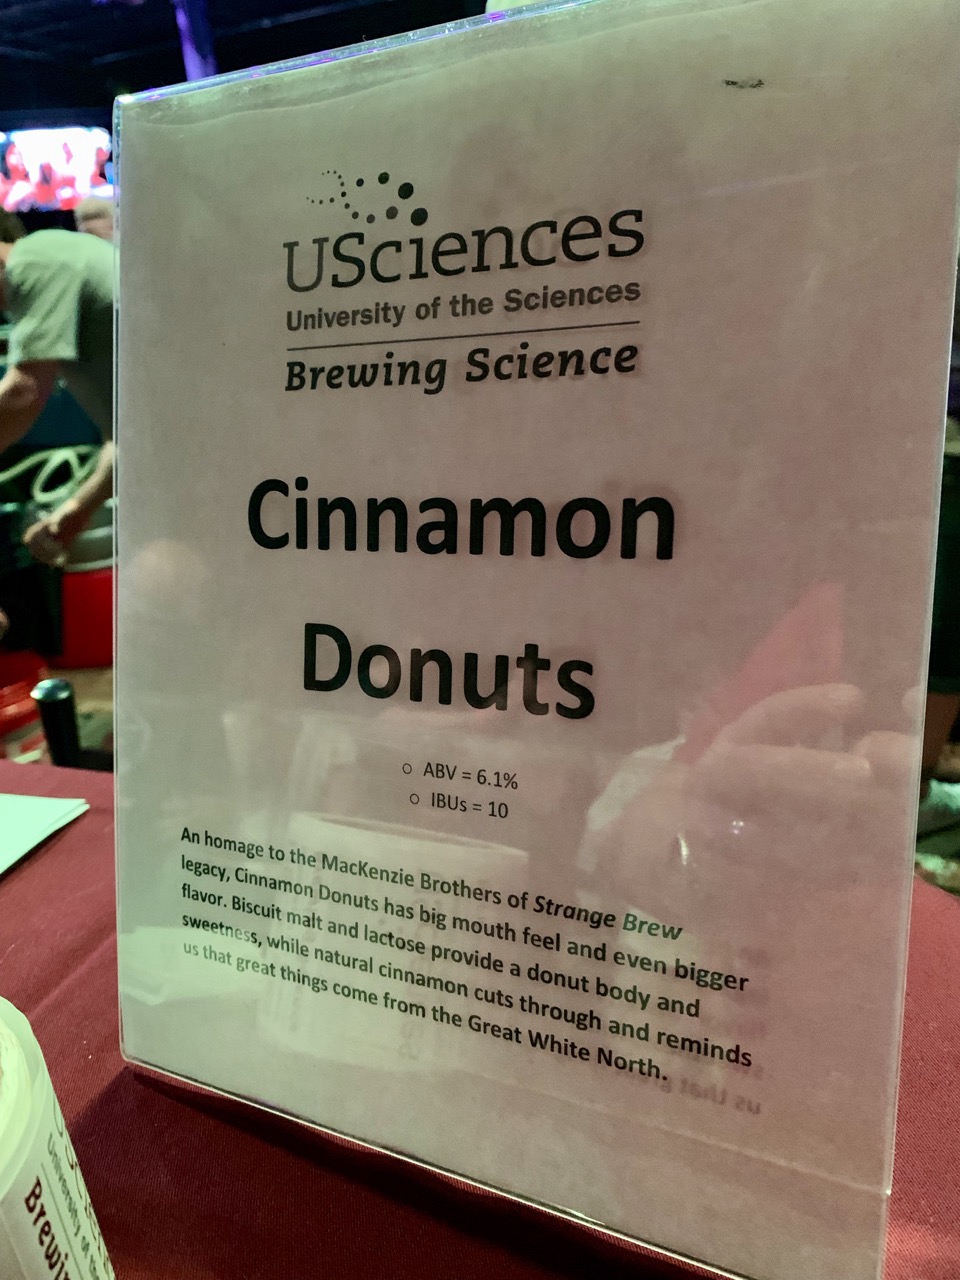 USciences
University of the Sciences
Brewing Science
Cinnamon
Donuts
○ ABV = 6.1%
○ IBUs = 10
An homage to the MacKenzie Brothers of Strange Brew
legacy, Cinnamon Donuts has big mouth feel and even bigger
flavor. Biscuit malt and lactose provide a donut body and
sweetness, while natural cinnamon cuts through and reminds
us that great things come from the Great White North.
University of the